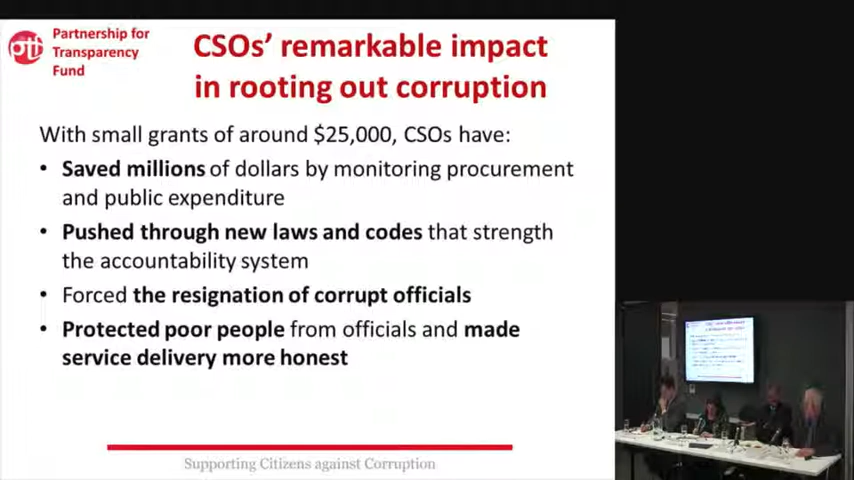 ptf
Partnership for
Transparency
Fund
CSOs' remarkable impact
in rooting out corruption
With small grants of around $25,000, CSOs have:
• Saved millions of dollars by monitoring procurement
and public expenditure
• Pushed through new laws and codes that strength
the accountability system
• Forced the resignation of corrupt officials
• Protected poor people from officials and made
service delivery more honest
Supporting Citizens against Corruption